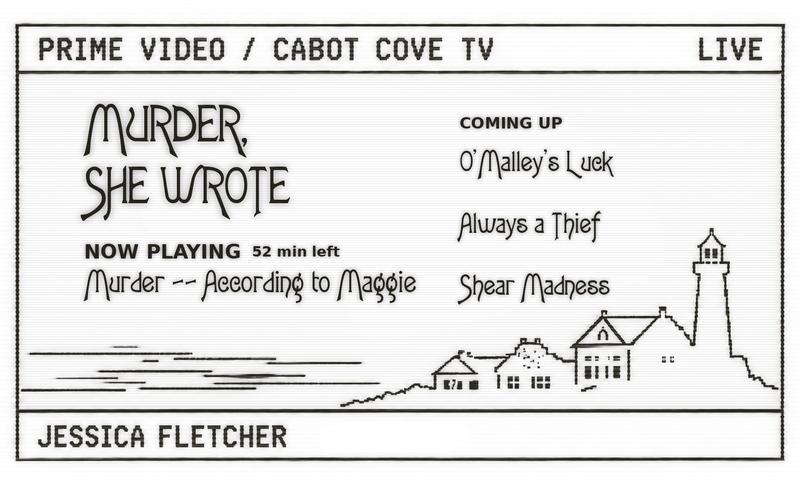 PRIME VIDEO / CABOT COVE TV LIVE
MURDER,
SHE WROTE
NOW PLAYING 52 min left
Murder -- According to Maggie
COMING UP
O'Malley's Luck
Always a Thief
Shear Madness
JESSICA FLETCHER